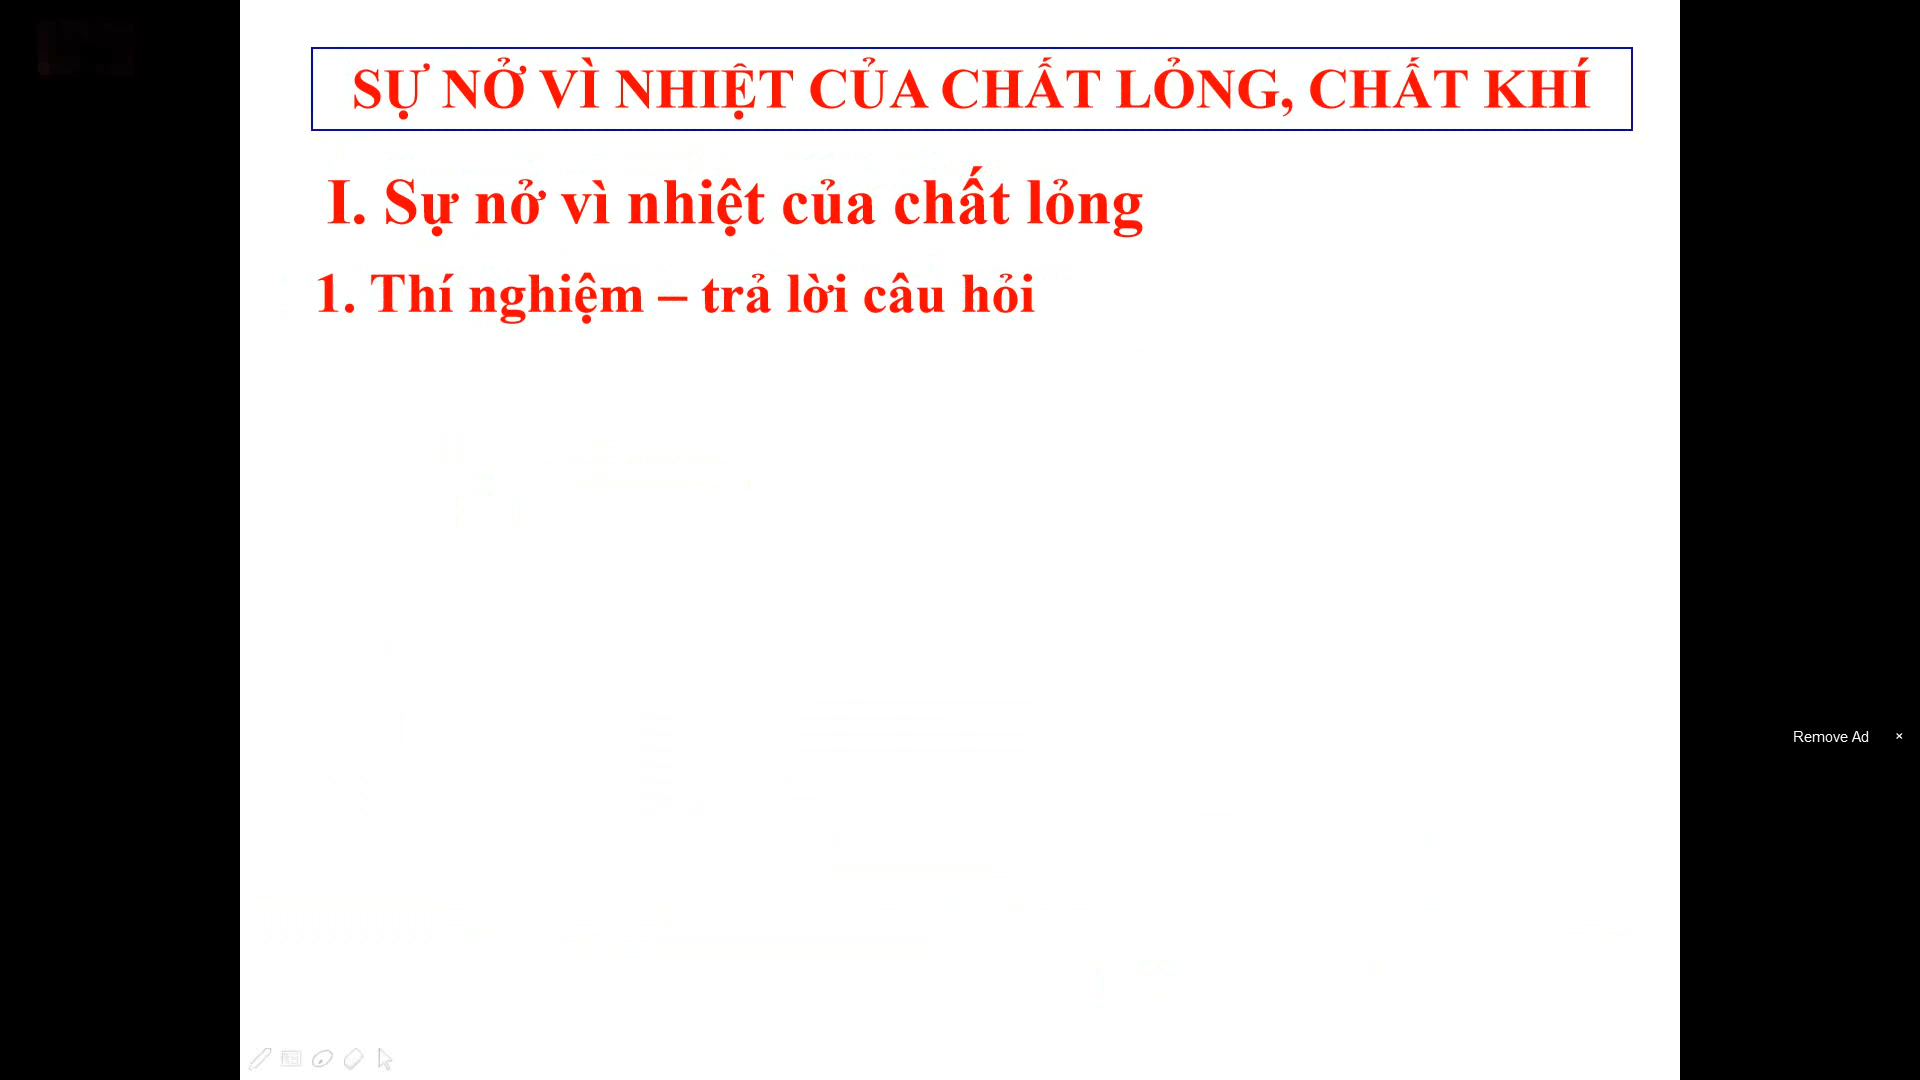 SỰ NỞ VÌ NHIỆT CỦA CHẤT LỎNG, CHẤT KHÍ
I. Sự nở vì nhiệt của chất lỏng
1. Thí nghiệm – trả lời câu hỏi
Remove Ad ×